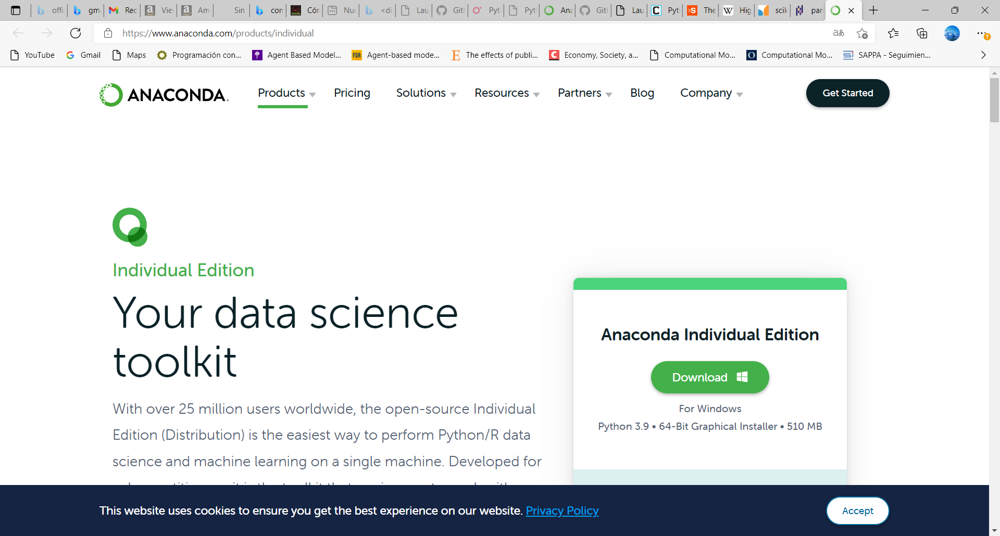 offi
gma
Rec
Vie
Am
Sin
con
Cór
Nue
<di
Lau
Git
Pyt
Pyt
Ana
Git
Lau
Pyt
The
Hig
scik
pan
https://www.anaconda.com/products/individual
YouTube
Gmail
Maps
Programación con...
Agent Based Model...
FSR
Agent-based mode...
The effects of publi...
Economy, Society, a...
Computational Mo...
Computational Mo...
SAPPA - Seguimien...
ANACONDA.
Products
Pricing
Solutions
Resources
Partners
Blog
Company
Get Started
Individual Edition
Your data science
toolkit
With over 25 million users worldwide, the open-source Individual
Edition (Distribution) is the easiest way to perform Python/R data
science and machine learning on a single machine. Developed for
Anaconda Individual Edition
Download
For Windows
Python 3.9 • 64-Bit Graphical Installer • 510 MB
This website uses cookies to ensure you get the best experience on our website. Privacy Policy
Accept